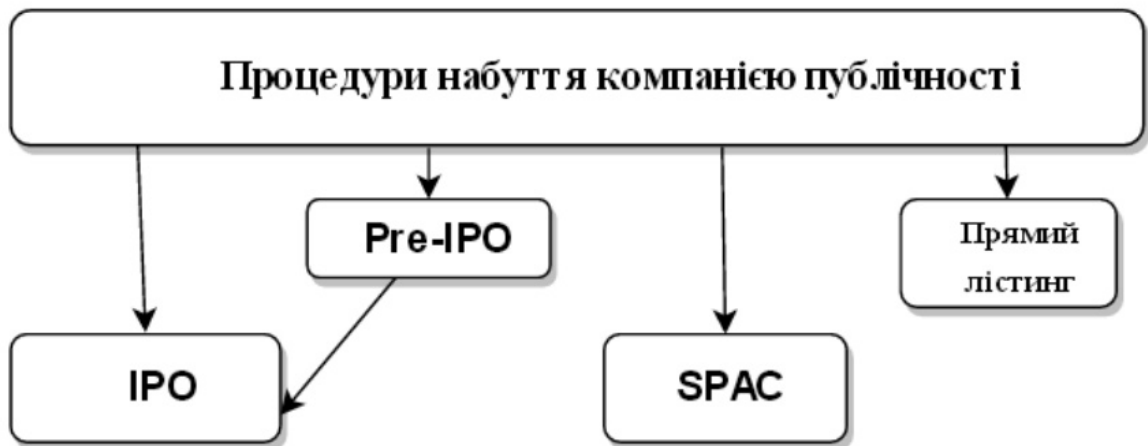 Процедури набуття компанією публічності
Pre-IPO
Прямий
лістинг
IPO
SPAC